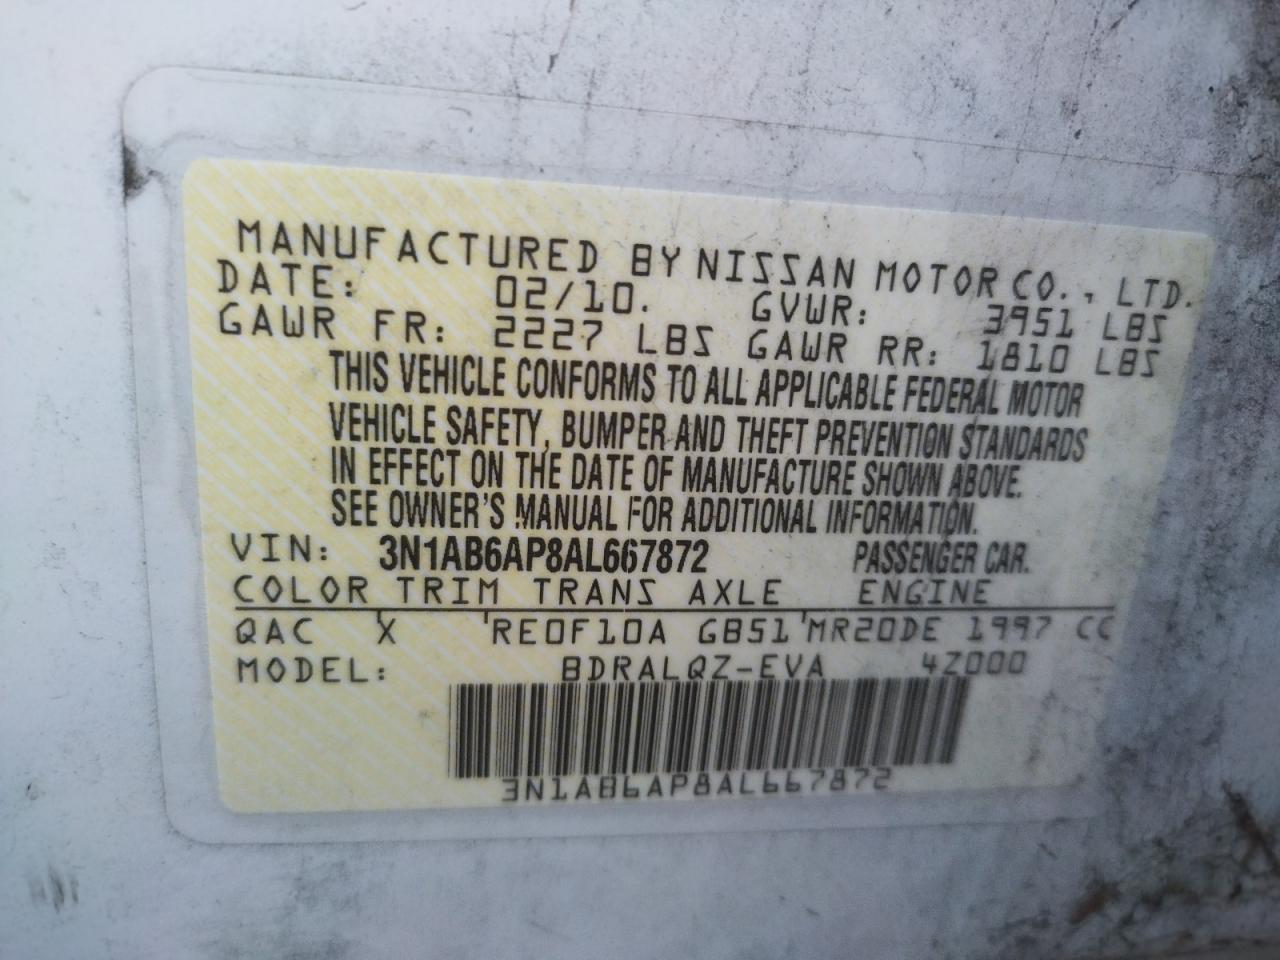 MANUFACTURED BY NISSAN MOTOR CO., LTD.
DATE: 02/10. GVWR: 3951 LBS
GAWR FR: 2227 LBS GAWR RR: 1810 LBS
THIS VEHICLE CONFORMS TO ALL APPLICABLE FEDERAL MOTOR
VEHICLE SAFETY, BUMPER AND THEFT PREVENTION STANDARDS
IN EFFECT ON THE DATE OF MANUFACTURE SHOWN ABOVE.
SEE OWNER'S MANUAL FOR ADDITIONAL INFORMATION.
VIN: 3N1AB6AP8AL667872 PASSENGER CAR.
COLOR TRIM TRANS AXLE ENGINE
QAC X RE0F10A GB51 MR20DE 1997 CC
MODEL: BDRALQZ-EVA 4Z000
3N1AB6AP8AL667872